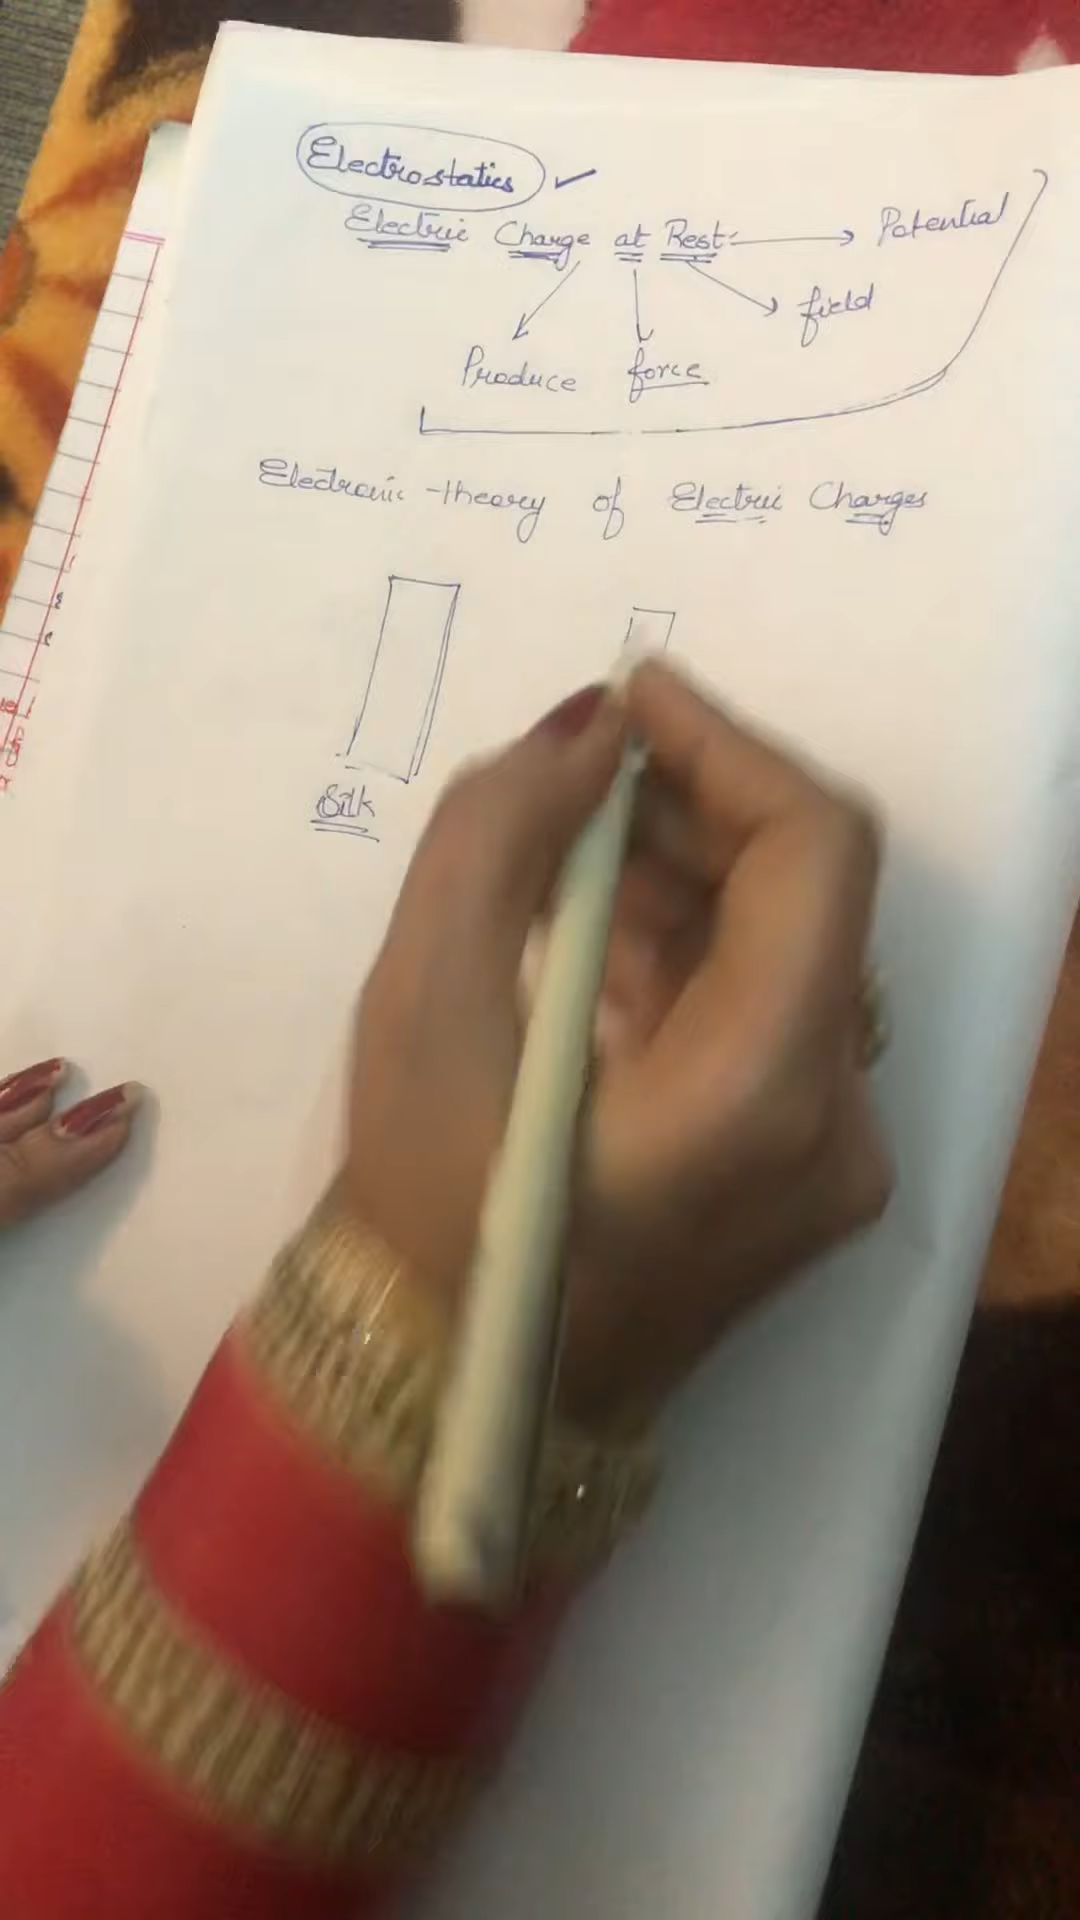 Electrostatics
Electric Charge at Rest:
Potential
field
Produce force
Electronic theory of Electric Charges
Silk